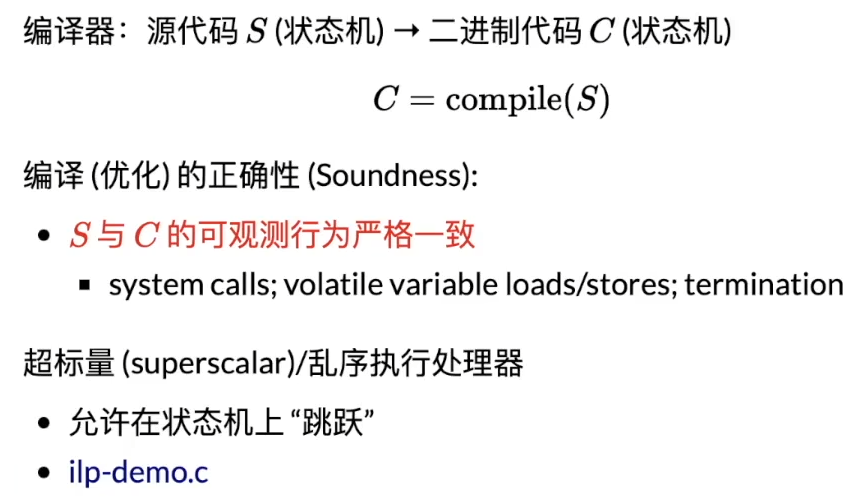 编译器：源代码 S (状态机) → 二进制代码 C (状态机)
C = compile(S)
编译 (优化) 的正确性 (Soundness):
• S 与 C 的可观测行为严格一致
▪ system calls; volatile variable loads/stores; termination
超标量 (superscalar)/乱序执行处理器
• 允许在状态机上 “跳跃”
• ilp-demo.c